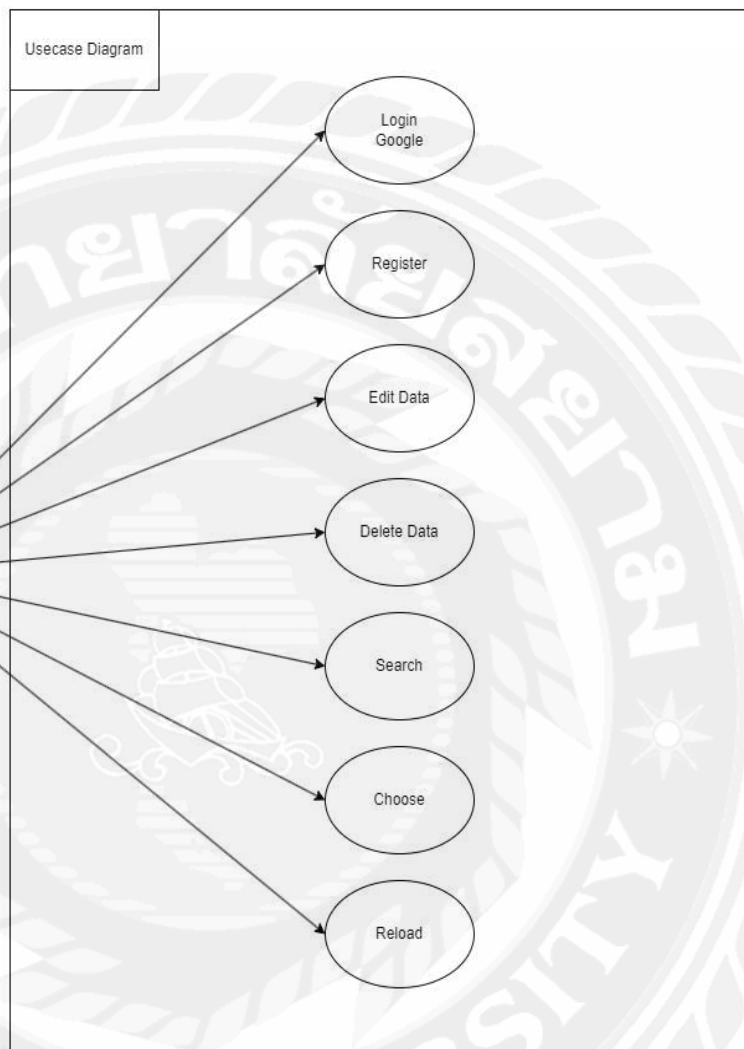 Usecase Diagram
Login
Google
Register
Edit Data
Delete Data
Search
Choose
Reload